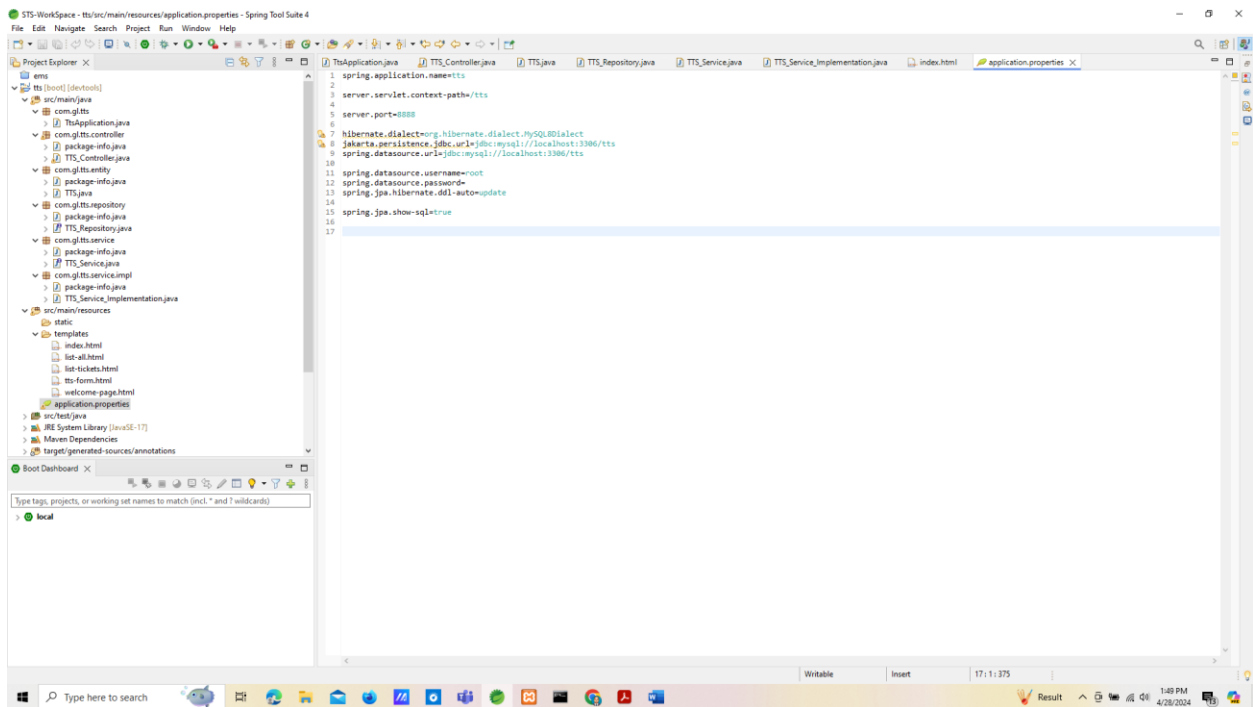 STS-WorkSpace - tts/src/main/resources/application.properties - Spring Tool Suite 4
File Edit Navigate Search Project Run Window Help
Project Explorer
TtsApplication.java TTS_Controller.java TTS.java TTS_Repository.java TTS_Service.java TTS_Service_Implementation.java index.html application.properties
ems
tts [boot] [devtools]
src/main/java
com.gl.tts
TtsApplication.java
com.gl.tts.controller
package-info.java
TTS_Controller.java
com.gl.tts.entity
package-info.java
TTS.java
com.gl.tts.repository
package-info.java
TTS_Repository.java
com.gl.tts.service
package-info.java
TTS_Service.java
com.gl.tts.service.impl
package-info.java
TTS_Service_Implementation.java
src/main/resources
static
templates
index.html
list-all.html
list-tickets.html
tts-form.html
welcome-page.html
application.properties
src/test/java
JRE System Library [JavaSE-17]
Maven Dependencies
target/generated-sources/annotations
1 spring.application.name=tts
2
3 server.servlet.context-path=/tts
4
5 server.port=8888
6
7 hibernate.dialect=org.hibernate.dialect.MySQL8Dialect
8 jakarta.persistence.jdbc.url=jdbc:mysql://localhost:3306/tts
9 spring.datasource.url=jdbc:mysql://localhost:3306/tts
10
11 spring.datasource.username=root
12 spring.datasource.password=
13 spring.jpa.hibernate.ddl-auto=update
14
15 spring.jpa.show-sql=true
16
17
Boot Dashboard
Type tags, projects, or working set names to match (incl. * and ? wildcards)
local
Writable Insert 17 : 1 : 375
Type here to search
Result
1:49 PM
4/28/2024